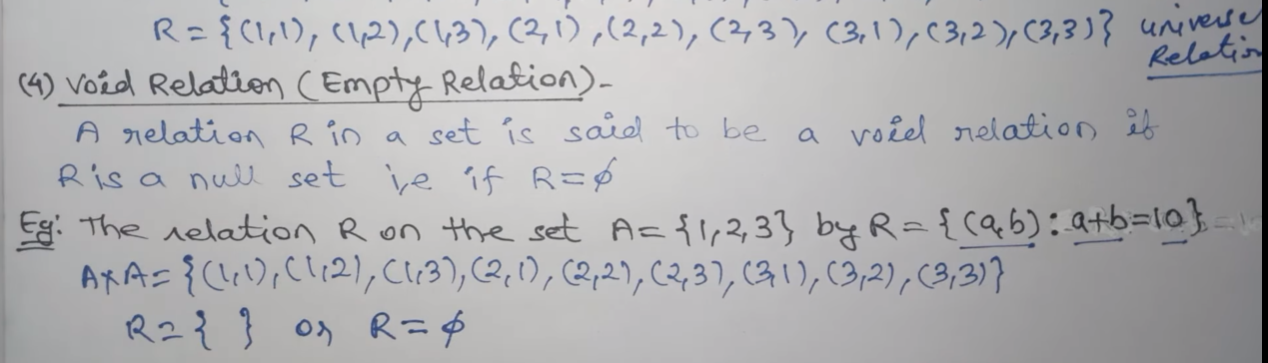 R = {(1,1), (1,2), (1,3), (2,1), (2,2), (2,3), (3,1), (3,2), (3,3)} universe
Relation
(4) Void Relation (Empty Relation)-
A relation R in a set is said to be a void relation if
R is a null set i,e if R=ϕ
Eg: The relation R on the set A = {1,2,3} by R = {(a,b) : a+b=10}
A×A = {(1,1), (1,2), (1,3), (2,1), (2,2), (2,3), (3,1), (3,2), (3,3)}
R = { } or R = ϕ